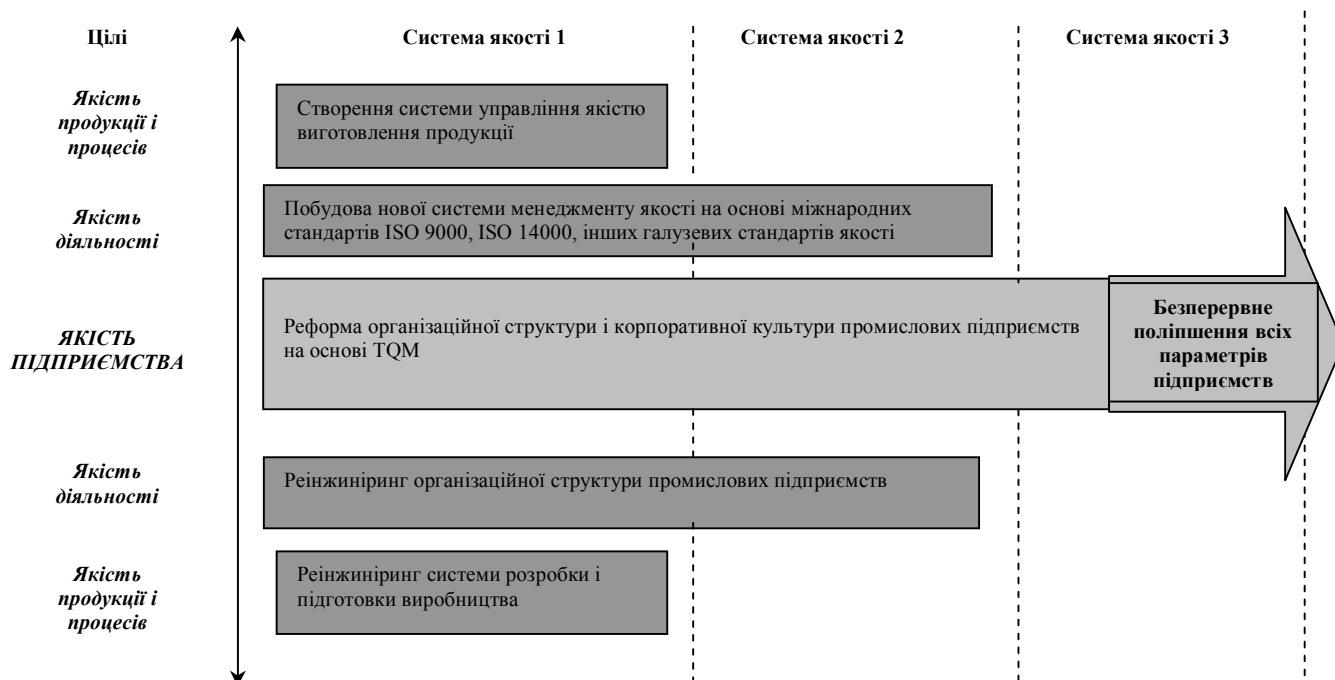 Цілі
Система якості 1
Система якості 2
Система якості 3
Якість
продукції і
процесів
Створення системи управління якістю
виготовлення продукції
Якість
діяльності
Побудова нової системи менеджменту якості на основі міжнародних
стандартів ISO 9000, ISO 14000, інших галузевих стандартів якості
ЯКІСТЬ
ПІДПРИЄМСТВА
Реформа організаційної структури і корпоративної культури промислових підприємств
на основі TQM
Безперервне
поліпшення всіх
параметрів
підприємств
Якість
діяльності
Реінжиніринг організаційної структури промислових підприємств
Якість
продукції і
процесів
Реінжиніринг системи розробки і
підготовки виробництва